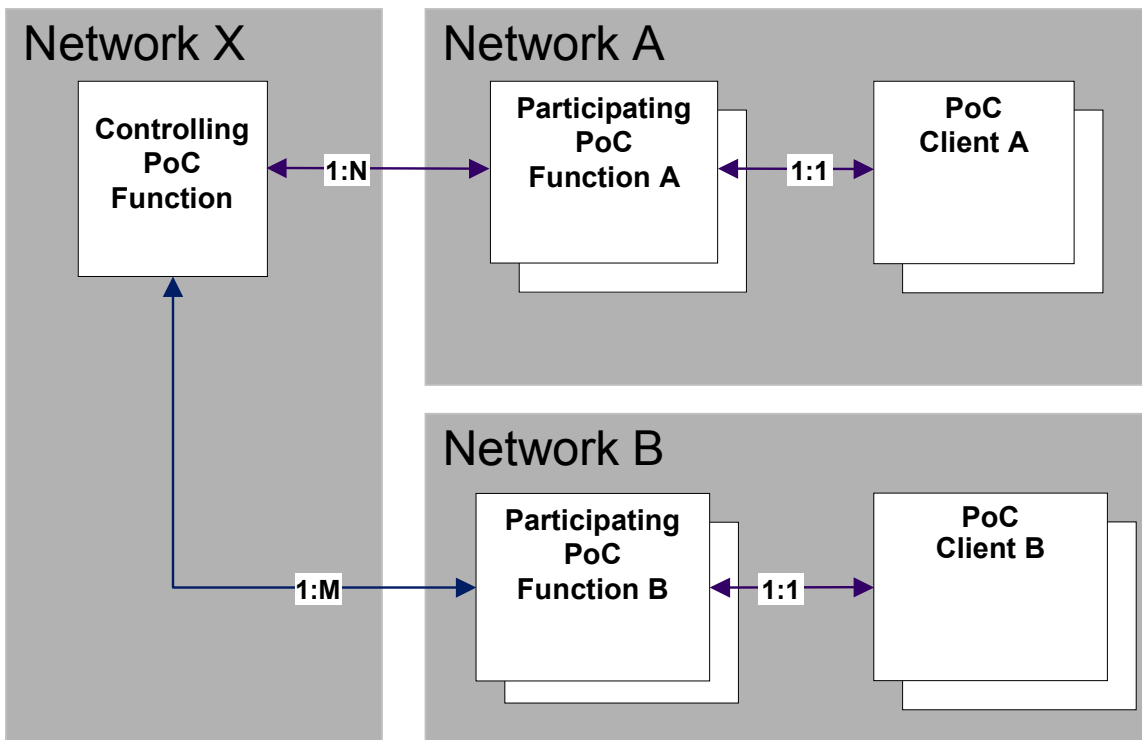 Network X
Controlling
PoC
Function
1:N
Network A
Participating
PoC
Function A
1:1
PoC
Client A
Network B
1:M
Participating
PoC
Function B
1:1
PoC
Client B